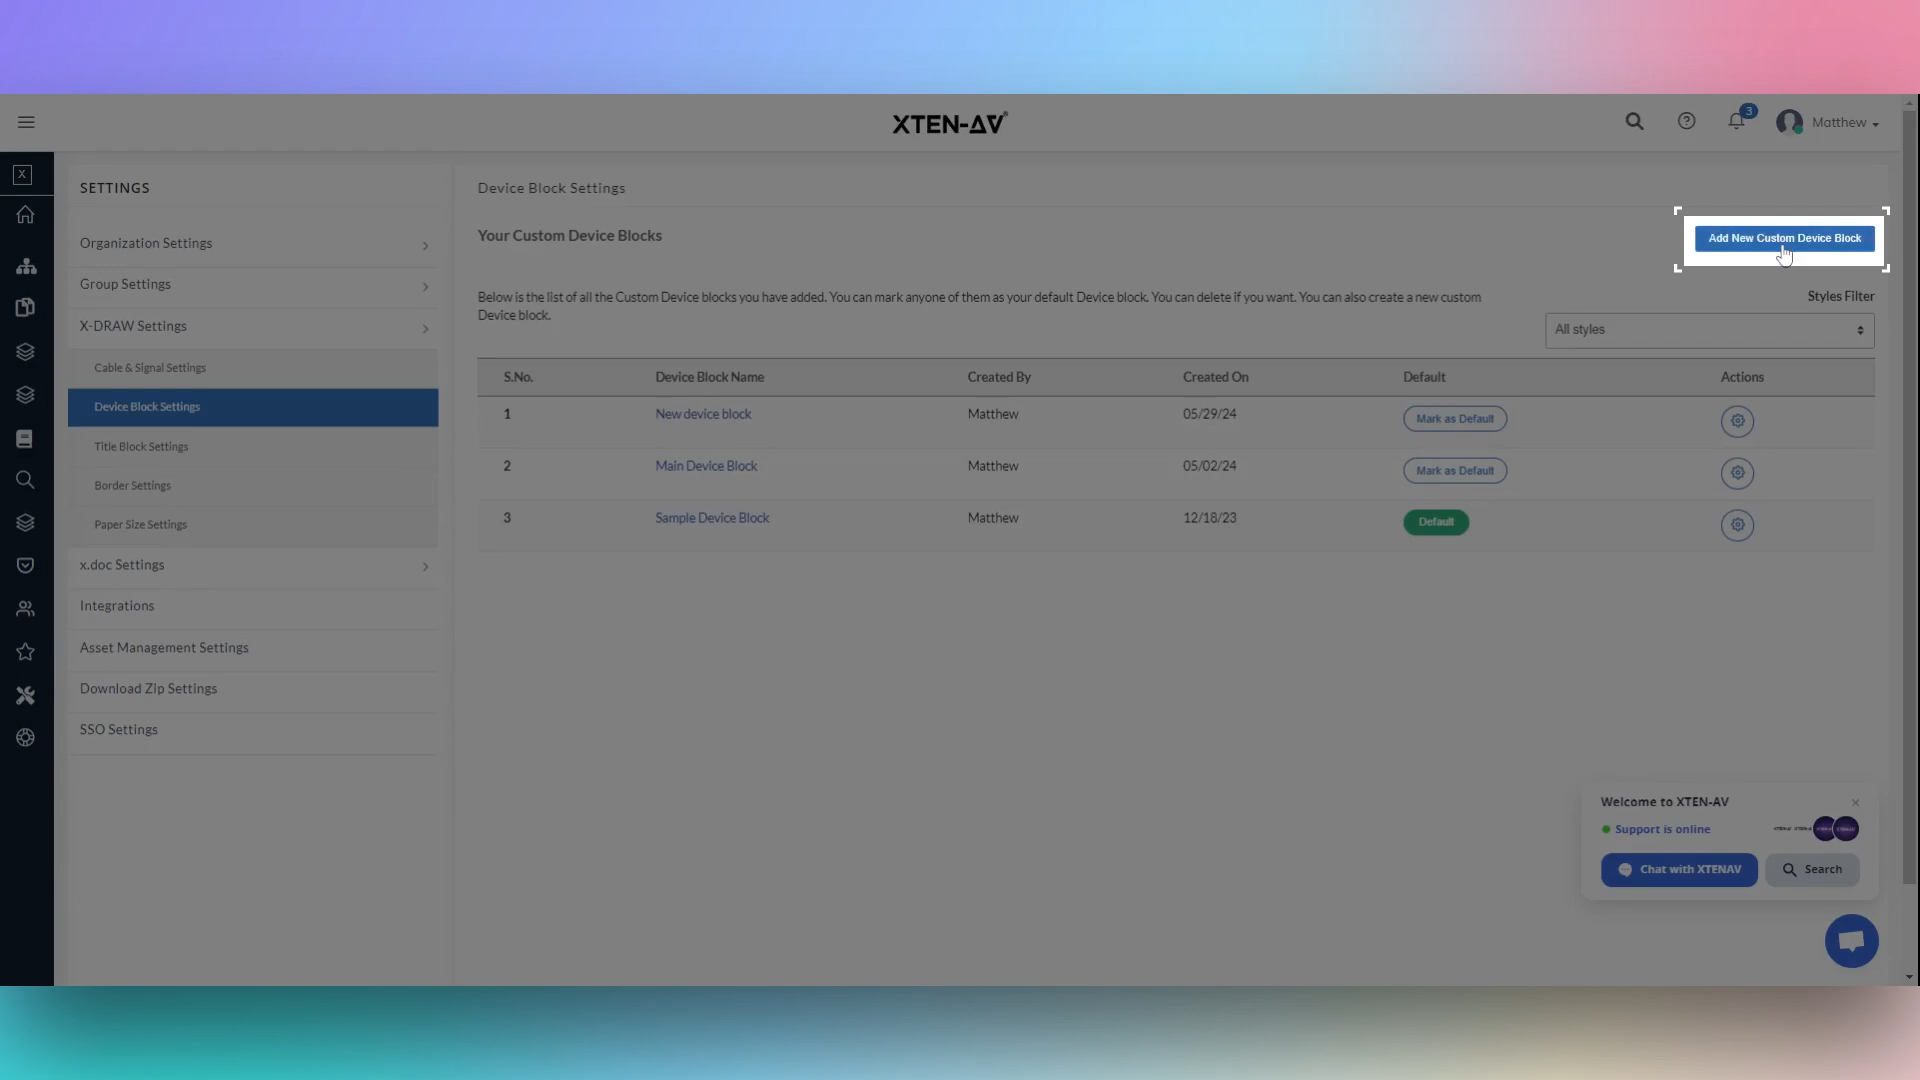 XTEN-AV®
3
Matthew
X
SETTINGS
Organization Settings
Group Settings
X-DRAW Settings
Cable & Signal Settings
Device Block Settings
Title Block Settings
Border Settings
Paper Size Settings
x.doc Settings
Integrations
Asset Management Settings
Download Zip Settings
SSO Settings
Device Block Settings
Your Custom Device Blocks
Add New Custom Device Block
Below is the list of all the Custom Device blocks you have added. You can mark anyone of them as your default Device block. You can delete if you want. You can also create a new custom
Device block.
Styles Filter
All styles
S.No. Device Block Name Created By Created On Default Actions
1 New device block Matthew 05/29/24 Mark as Default
2 Main Device Block Matthew 05/02/24 Mark as Default
3 Sample Device Block Matthew 12/18/23 Default
Welcome to XTEN-AV
Support is online
Chat with XTENAV
Search